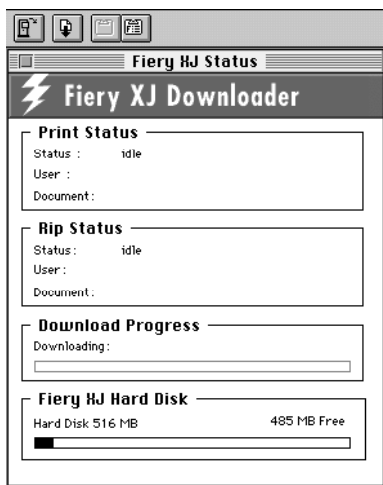 Fiery XJ Status
Fiery XJ Downloader
Print Status
Status : idle
User :
Document :
Rip Status
Status : idle
User :
Document :
Download Progress
Downloading :
Fiery XJ Hard Disk
Hard Disk 516 MB 485 MB Free